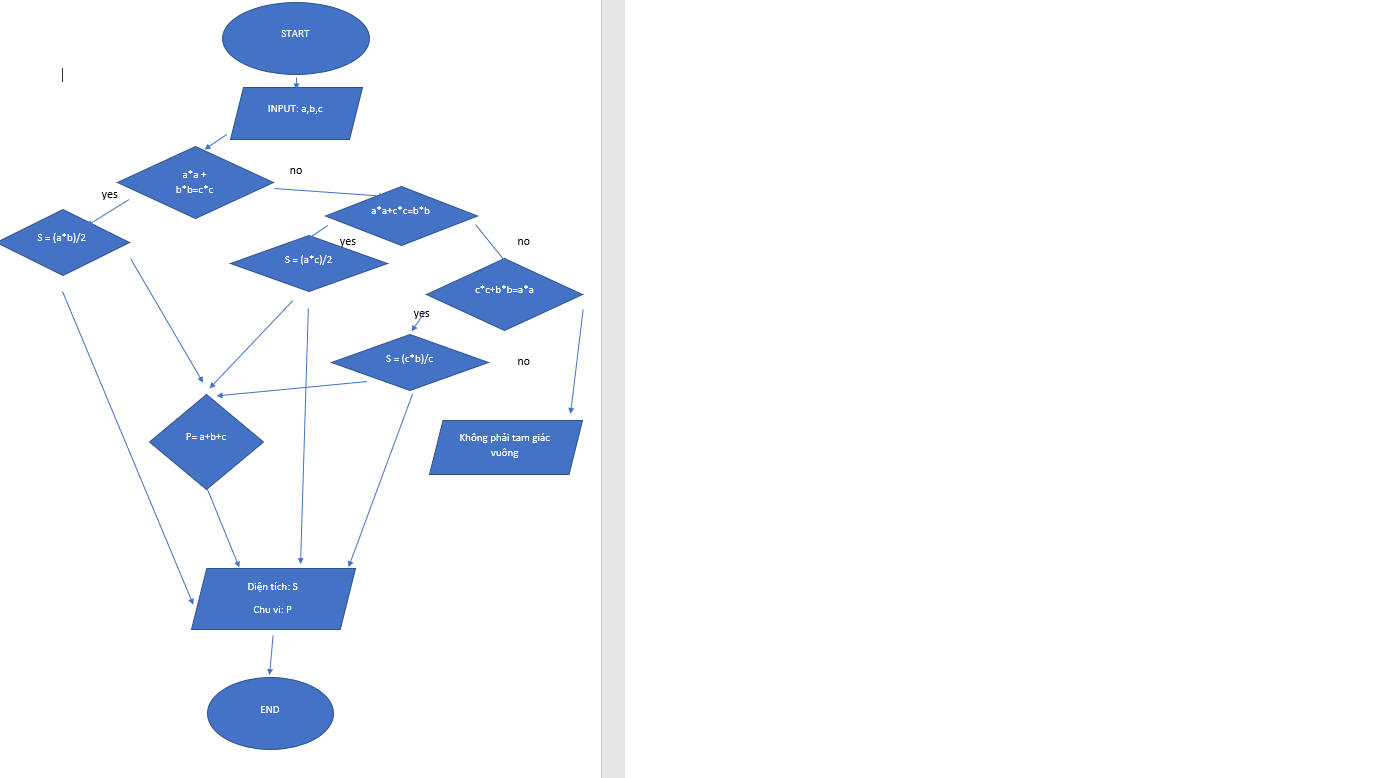 START
INPUT: a,b,c
a*a +
b*b=c*c
no
yes
a*a+c*c=b*b
S = (a*b)/2
yes
no
S = (a*c)/2
c*c+b*b=a*a
yes
S = (c*b)/c
no
P= a+b+c
Không phải tam giác
vuông
Diện tích: S
Chu vi: P
END